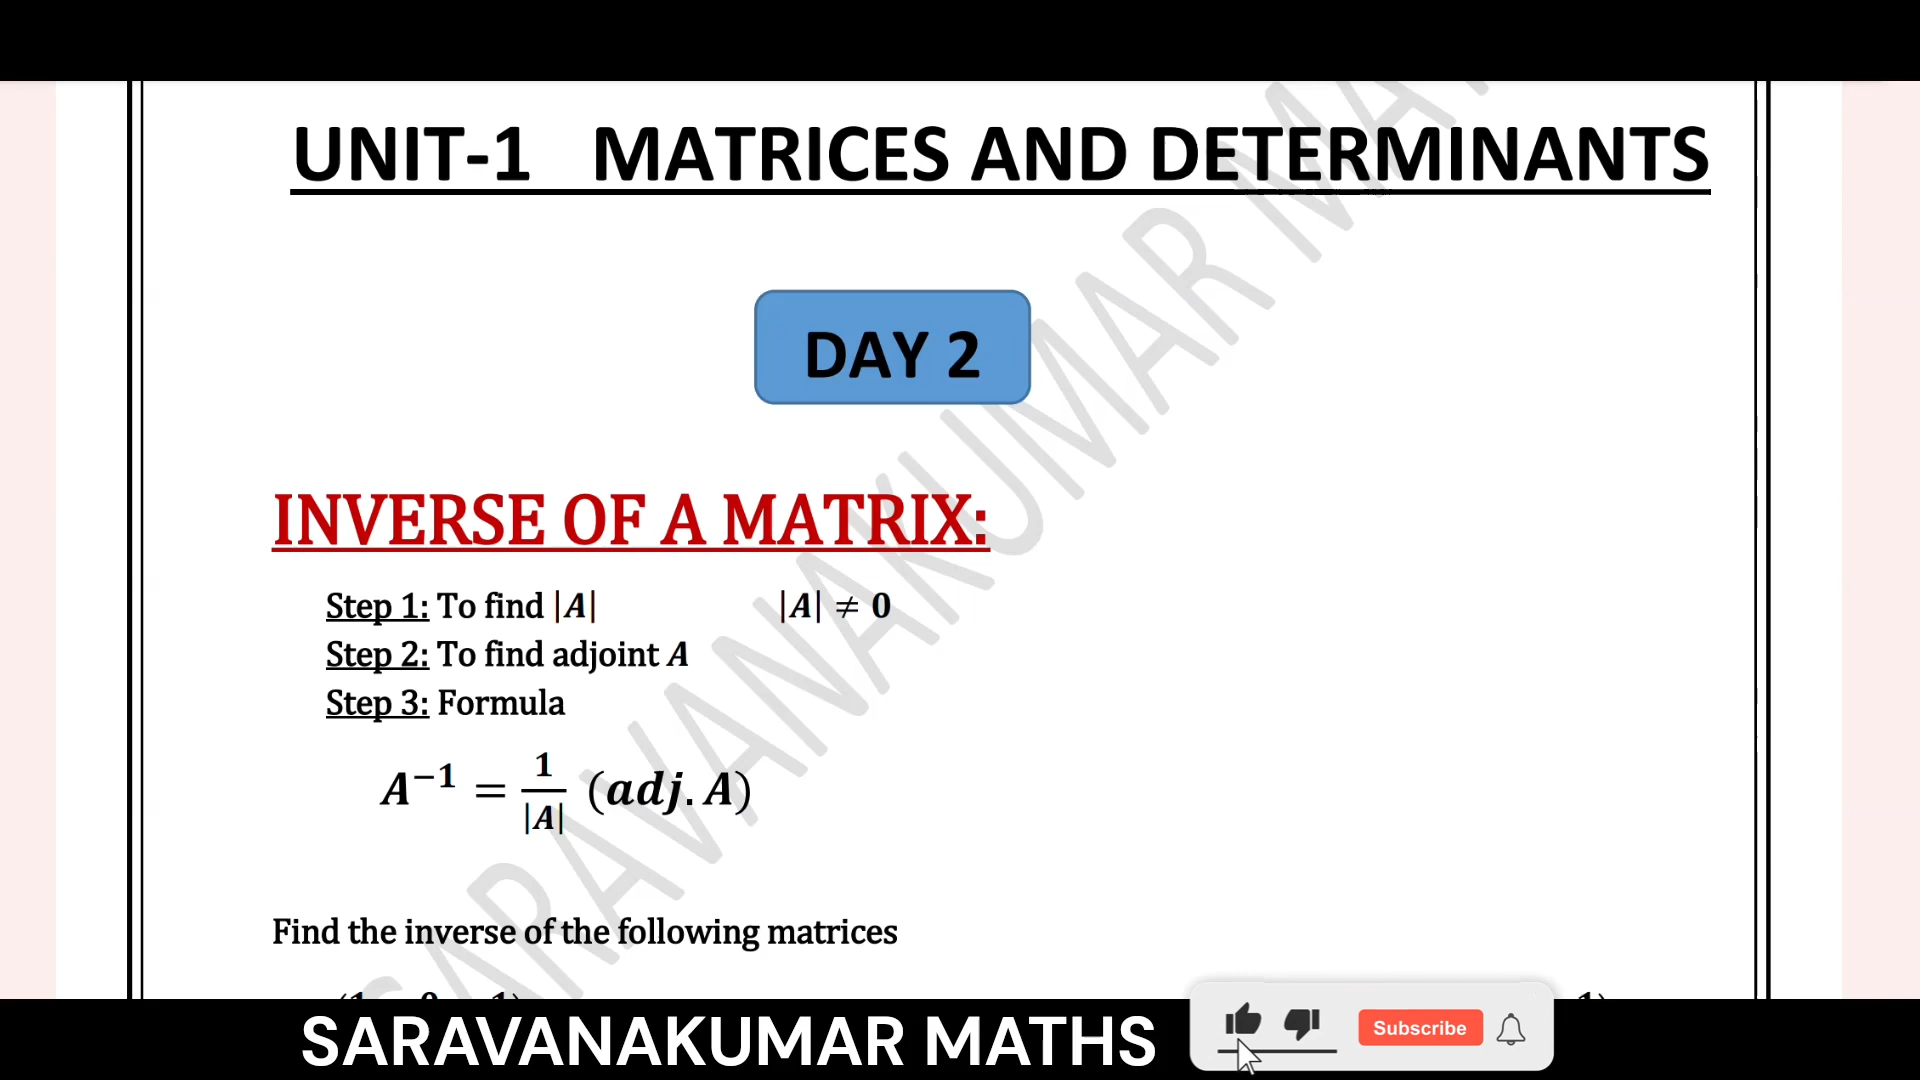 UNIT-1 MATRICES AND DETERMINANTS
DAY 2
INVERSE OF A MATRIX:
Step 1: To find |A| |A| ≠ 0
Step 2: To find adjoint A
Step 3: Formula
A⁻¹ = 1/|A| (adj. A)
Find the inverse of the following matrices
SARAVANAKUMAR MATHS
Subscribe
SARAVANAKUMAR